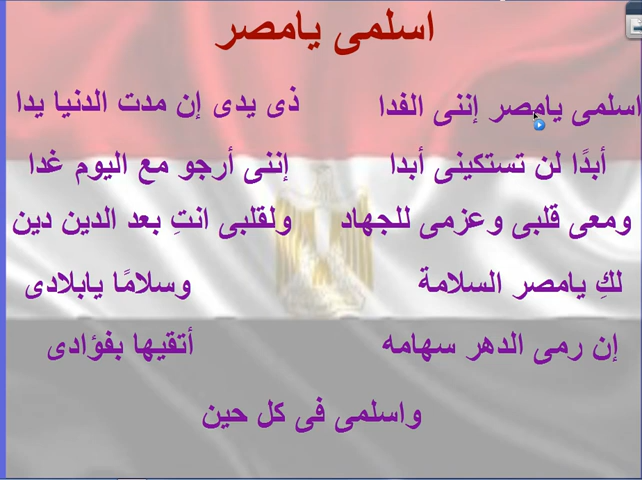 اسلمى يامصر
اسلمى يامصر إننى الفدا ذى يدى إن مدت الدنيا يدا
أبدًا لن تستكينى أبدا إننى أرجو مع اليوم غدا
ومعى قلبى وعزمى للجهاد ولقلبى انتِ بعد الدين دين
لكِ يامصر السلامة وسلامًا يابلادى
إن رمى الدهر سهامه أتقيها بفؤادى
واسلمى فى كل حين